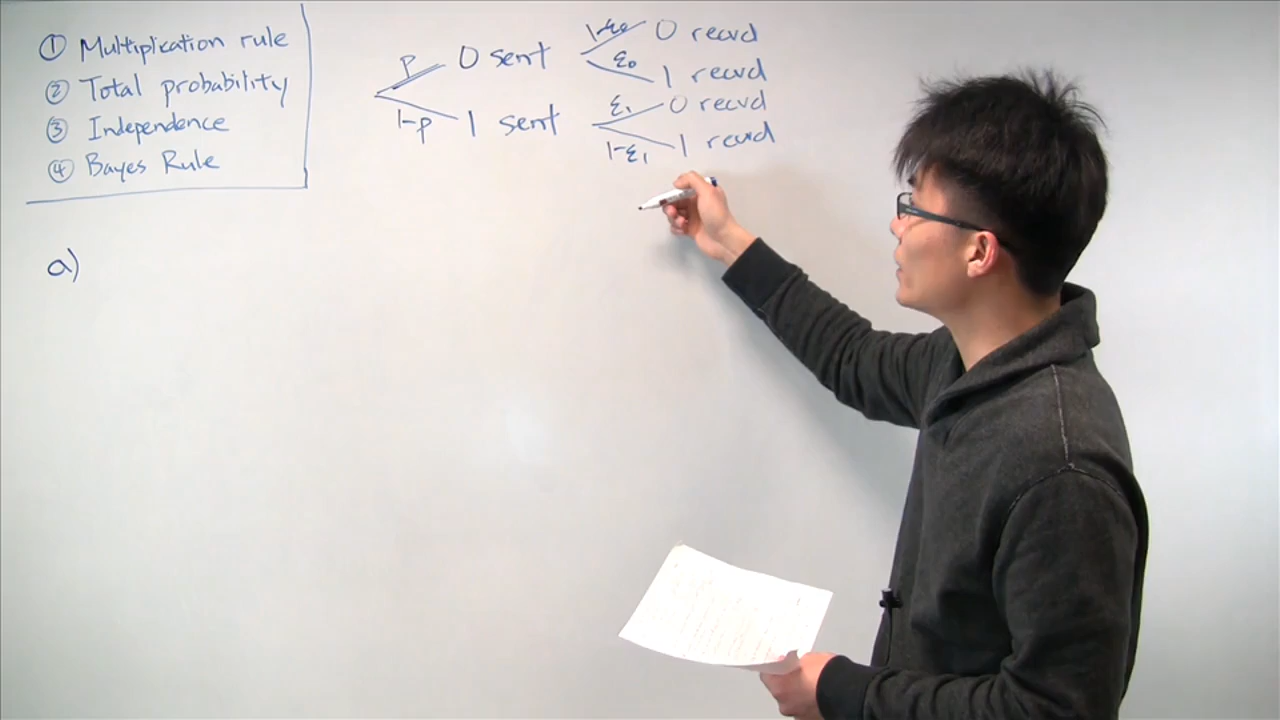 ① Multiplication rule
② Total probability
③ Independence
④ Bayes Rule
p 0 sent
1-p 1 sent
1-ε₀ 0 recvd
ε₀ 1 recvd
ε₁ 0 recvd
1-ε₁ 1 recvd
a)